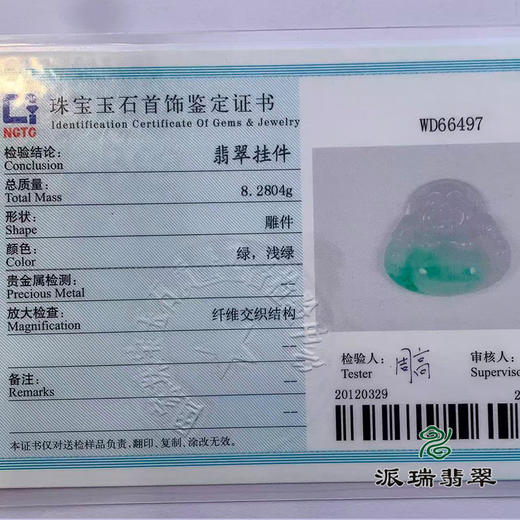 NGTC
珠宝玉石首饰鉴定证书
Identification Certificate Of Gems & Jewelry
WD66497
检验结论:
Conclusion
翡翠挂件
总质量:
Total Mass
8.2804g
形状:
Shape
雕件
颜色:
Color
绿，浅绿
贵金属检测:
Precious Metal
--
放大检查:
Magnification
纤维交织结构
--
备注:
Remarks
--
--
检验人:
Tester
周高
审核人:
Superviso
20120329
2
本证书仅对送检样品负责,翻印、复制、涂改无效。
派瑞翡翠